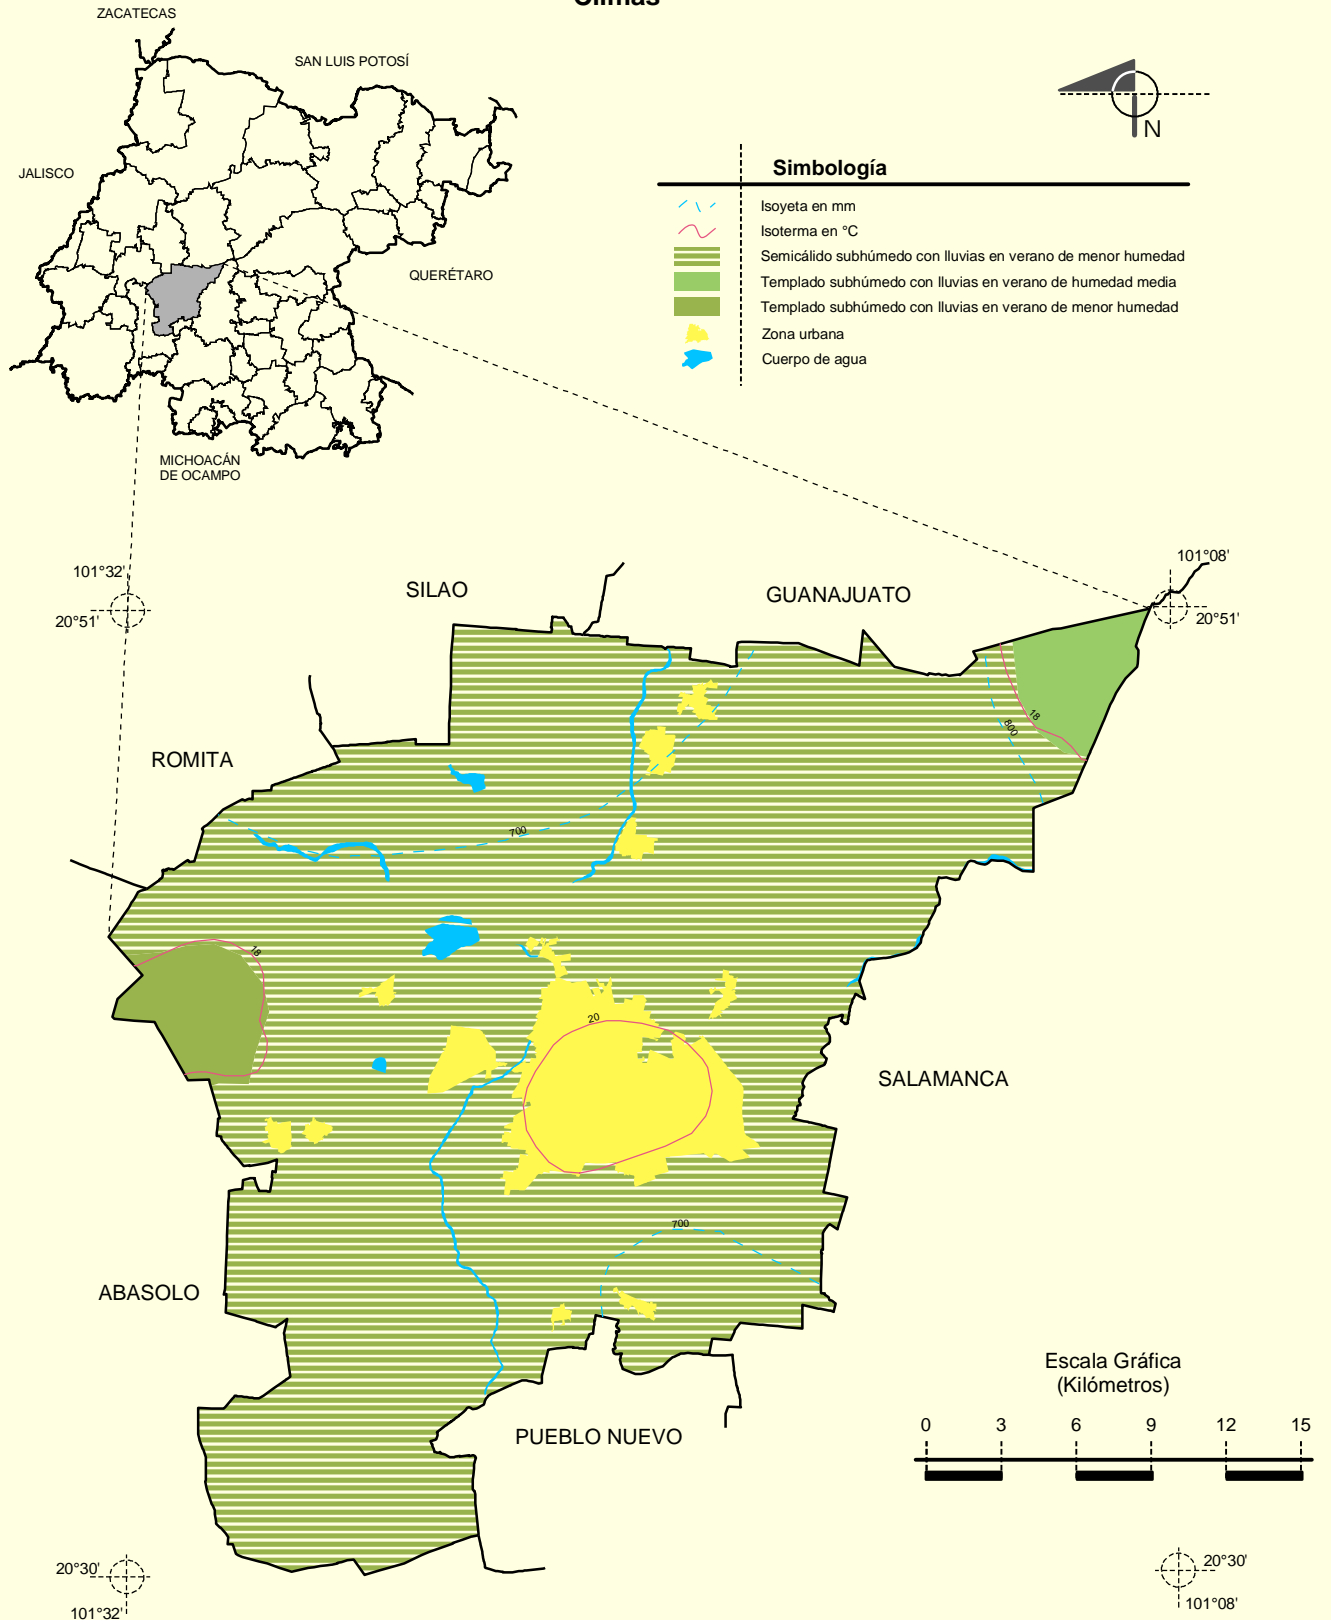 Climas
ZACATECAS
SAN LUIS POTOSÍ
JALISCO
QUERÉTARO
MICHOACÁN
DE OCAMPO
N
Simbología
Isoyeta en mm
Isoterma en °C
Semicálido subhúmedo con lluvias en verano de menor humedad
Templado subhúmedo con lluvias en verano de humedad media
Templado subhúmedo con lluvias en verano de menor humedad
Zona urbana
Cuerpo de agua
101°32'
20°51'
101°08'
20°51'
SILAO
GUANAJUATO
ROMITA
18
800
700
18
20
SALAMANCA
700
ABASOLO
PUEBLO NUEVO
Escala Gráfica
(Kilómetros)
0 3 6 9 12 15
20°30'
101°32'
20°30'
101°08'